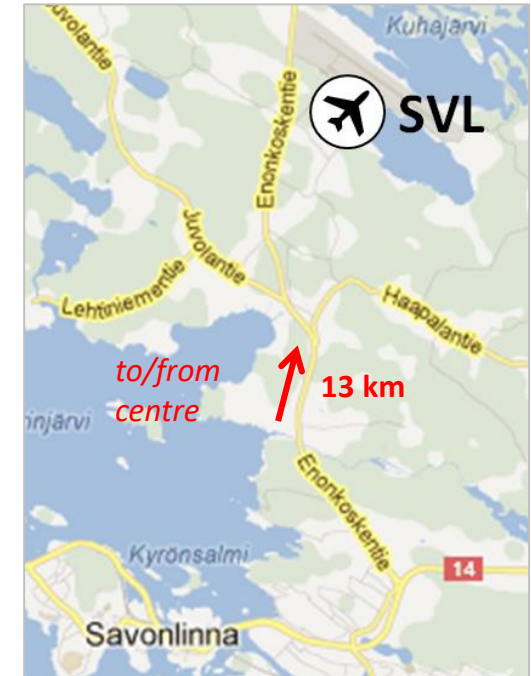 Kuhajärvi
Juvolantie
SVL
Enonkoskentie
Juvolantie
Lehtiniementie
Haapalantie
to/from
centre
13 km
injärvi
Enonkoskentie
Kyrönsalmi
14
Savonlinna